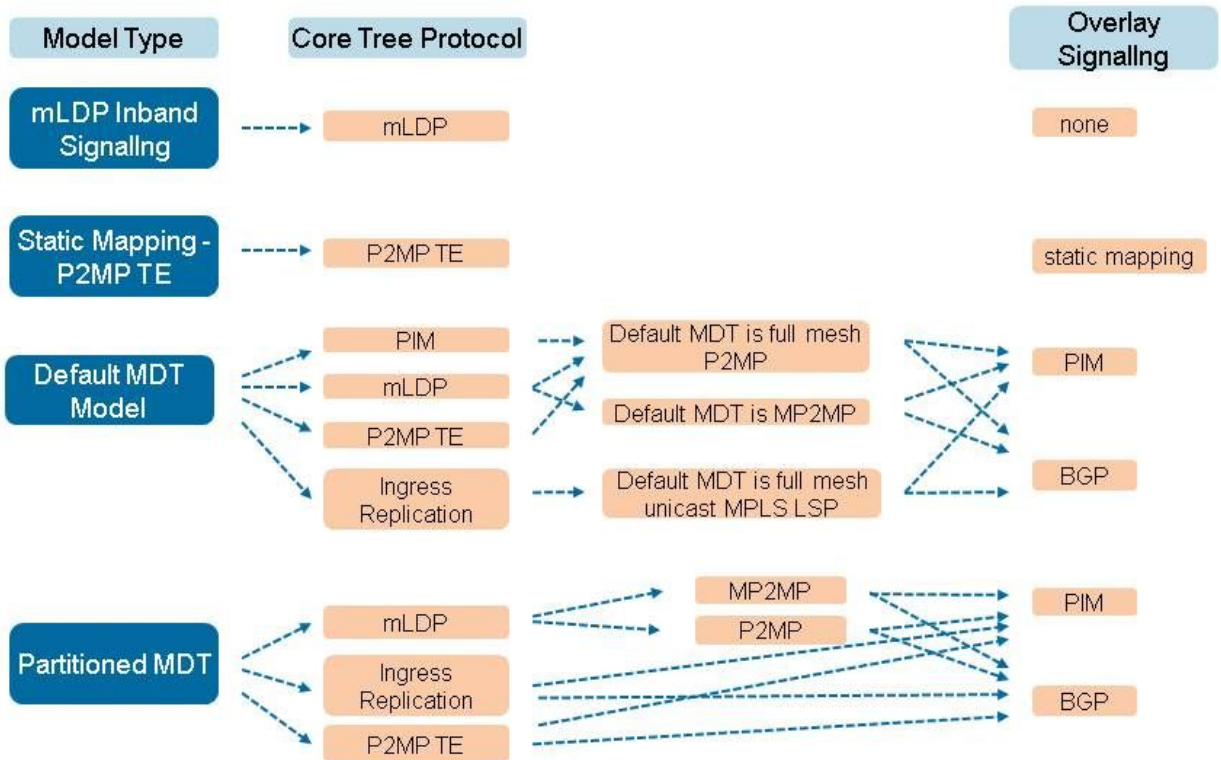 Model Type
Core Tree Protocol
Overlay
Signallng
mLDP Inband
Signallng
mLDP
none
Static Mapping -
P2MP TE
P2MP TE
static mapping
Default MDT
Model
PIM
mLDP
P2MP TE
Ingress
Replication
Default MDT is full mesh
P2MP
Default MDT is MP2MP
Default MDT is full mesh
unicast MPLS LSP
PIM
BGP
Partitioned MDT
mLDP
Ingress
Replication
P2MP TE
MP2MP
P2MP
PIM
BGP